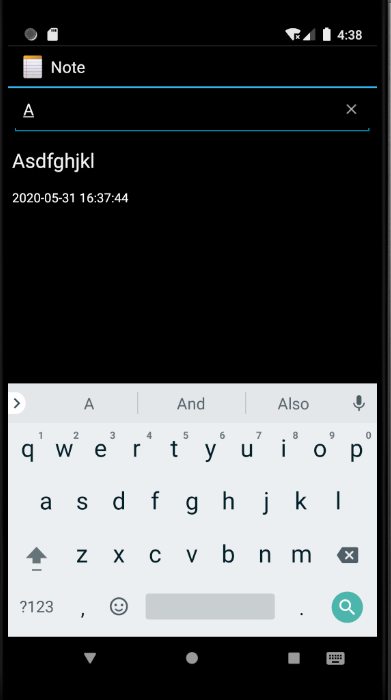 4:38
Note
A
Asdfghjkl
2020-05-31 16:37:44
A And Also
1 2 3 4 5 6 7 8 9 0
q w e r t y u i o p
a s d f g h j k l
z x c v b n m
?123 , .